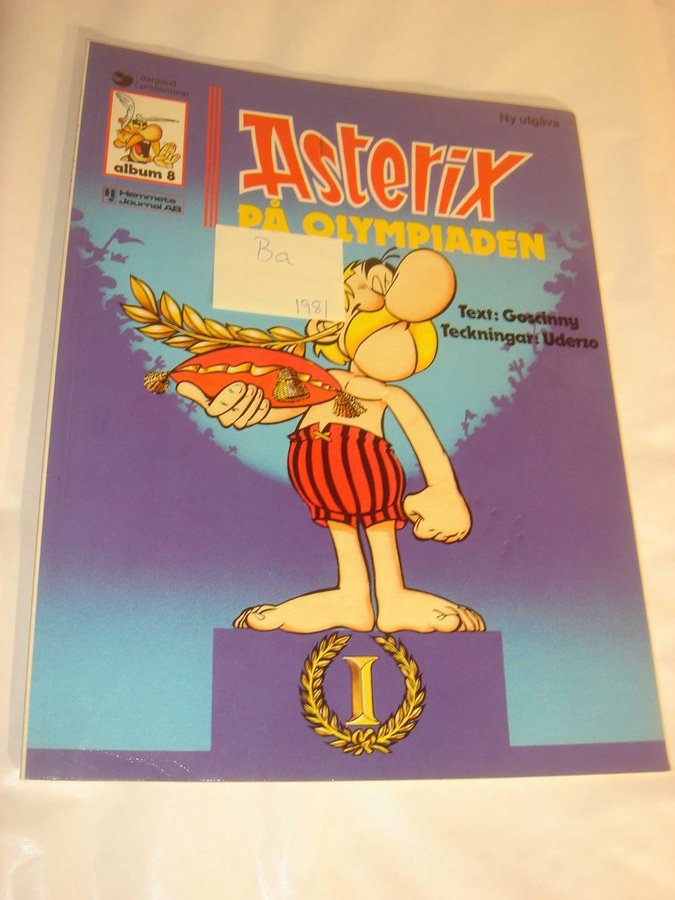 dargaud
presenterar
Ny utgåva
album 8
Hemmets
Journal AB
Asterix
PÅ OLYMPIADEN
Ba
1981
Text: Goscinny
Teckningar: Uderzo
I